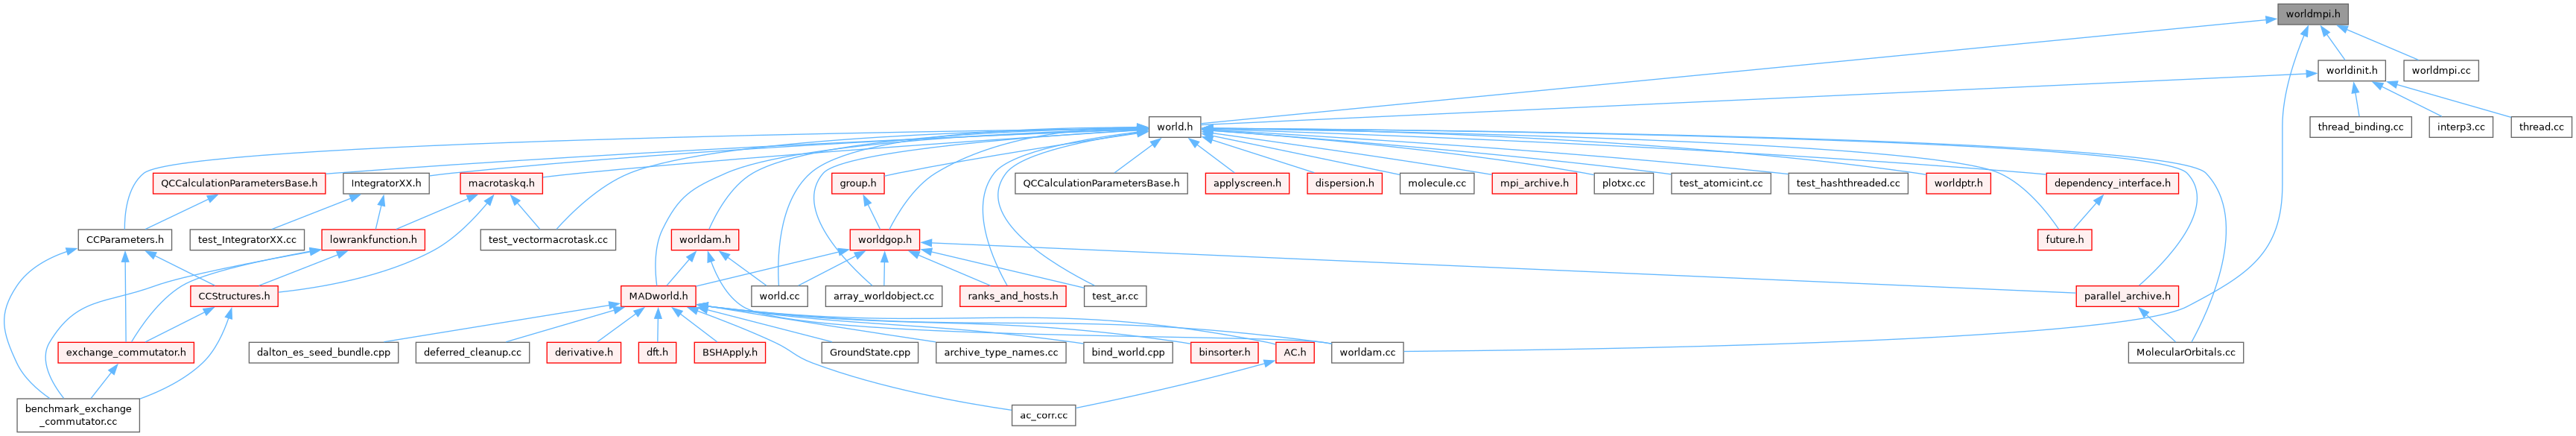 worldmpi.h
worldinit.h
worldmpi.cc
world.h
thread_binding.cc
interp3.cc
thread.cc
QCCalculationParametersBase.h
IntegratorXX.h
macrotaskq.h
group.h
QCCalculationParametersBase.h
applyscreen.h
dispersion.h
molecule.cc
mpi_archive.h
plotxc.cc
test_atomicint.cc
test_hashthreaded.cc
worldptr.h
dependency_interface.h
CCParameters.h
test_IntegratorXX.cc
lowrankfunction.h
test_vectormacrotask.cc
worldam.h
worldgop.h
future.h
CCStructures.h
MADworld.h
world.cc
array_worldobject.cc
ranks_and_hosts.h
test_ar.cc
parallel_archive.h
exchange_commutator.h
dalton_es_seed_bundle.cpp
deferred_cleanup.cc
derivative.h
dft.h
BSHApply.h
GroundState.cpp
archive_type_names.cc
bind_world.cpp
binsorter.h
AC.h
worldam.cc
MolecularOrbitals.cc
benchmark_exchange
_commutator.cc
ac_corr.cc